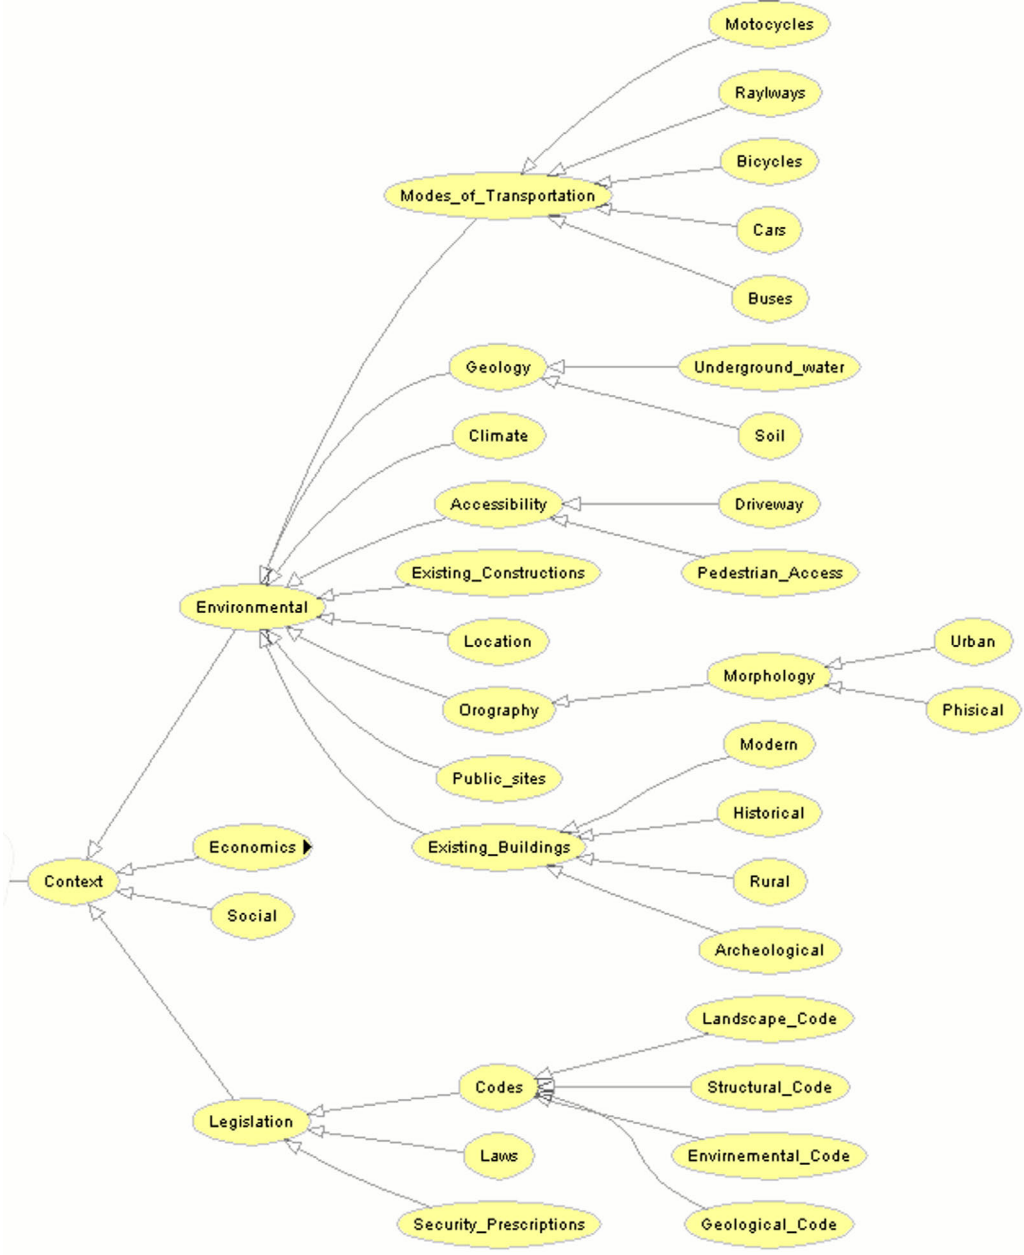 Motocycles
Raylways
Bicycles
Modes_of_Transportation
Cars
Buses
Geology
Underground_water
Climate
Soil
Accessibility
Driveway
Existing_Constructions
Pedestrian_Access
Environmental
Location
Urban
Morphology
Orography
Phisical
Modern
Public_sites
Historical
Economics
Existing_Buildings
Context
Rural
Social
Archeological
Landscape_Code
Codes
Structural_Code
Legislation
Laws
Envirnemental_Code
Security_Prescriptions
Geological_Code